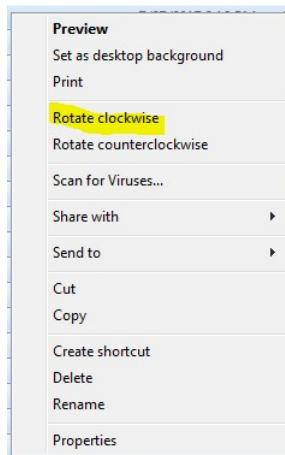 Preview
Set as desktop background
Print
Rotate clockwise
Rotate counterclockwise
Scan for Viruses...
Share with
Send to
Cut
Copy
Create shortcut
Delete
Rename
Properties